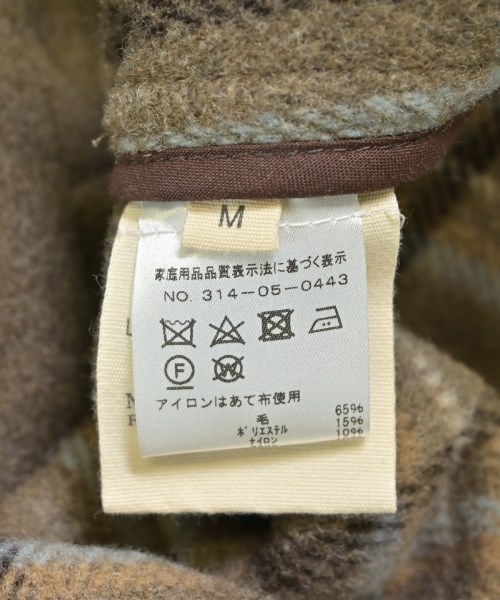 M
家庭用品品質表示法に基づく表示
NO. 314-05-0443
F W
アイロンはあて布使用
毛 65%
ポリエステル 15%
ナイロン 10%